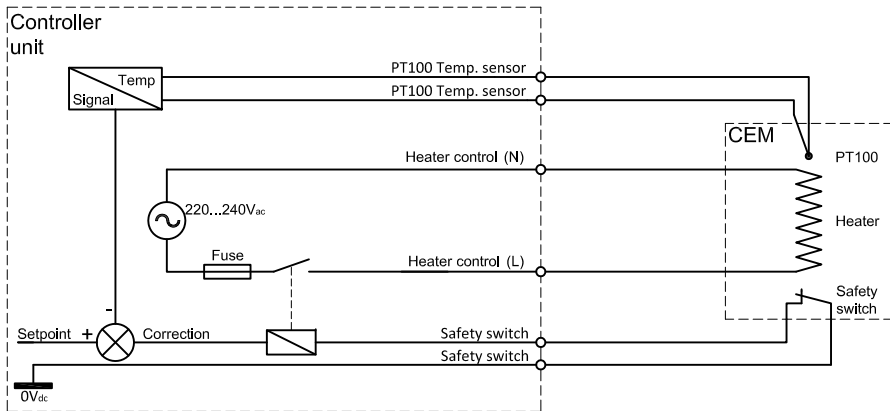 Controller
unit
Temp
Signal
PT100 Temp. sensor
PT100 Temp. sensor
CEM
PT100
Heater control (N)
220...240Vac
Heater
Fuse
Heater control (L)
Safety
switch
-
Setpoint + Correction
Safety switch
Safety switch
0Vdc